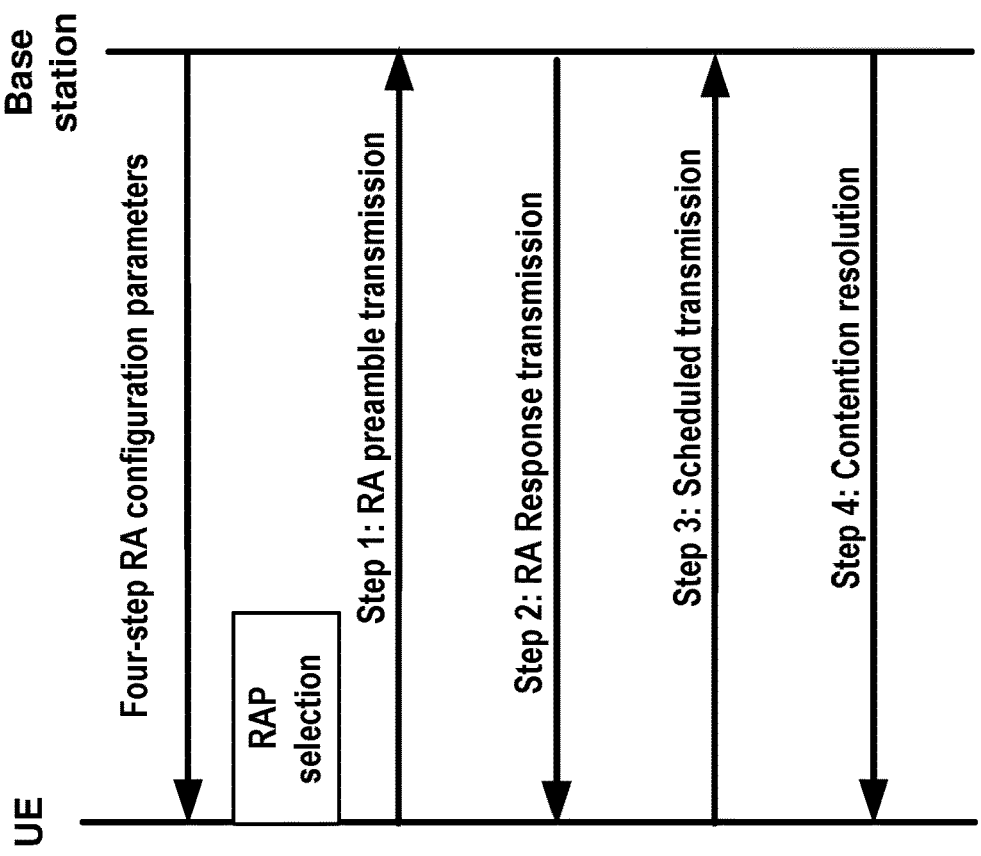 UE
Base
station
Four-step RA configuration parameters
RAP
selection
Step 1: RA preamble transmission
Step 2: RA Response transmission
Step 3: Scheduled transmission
Step 4: Contention resolution